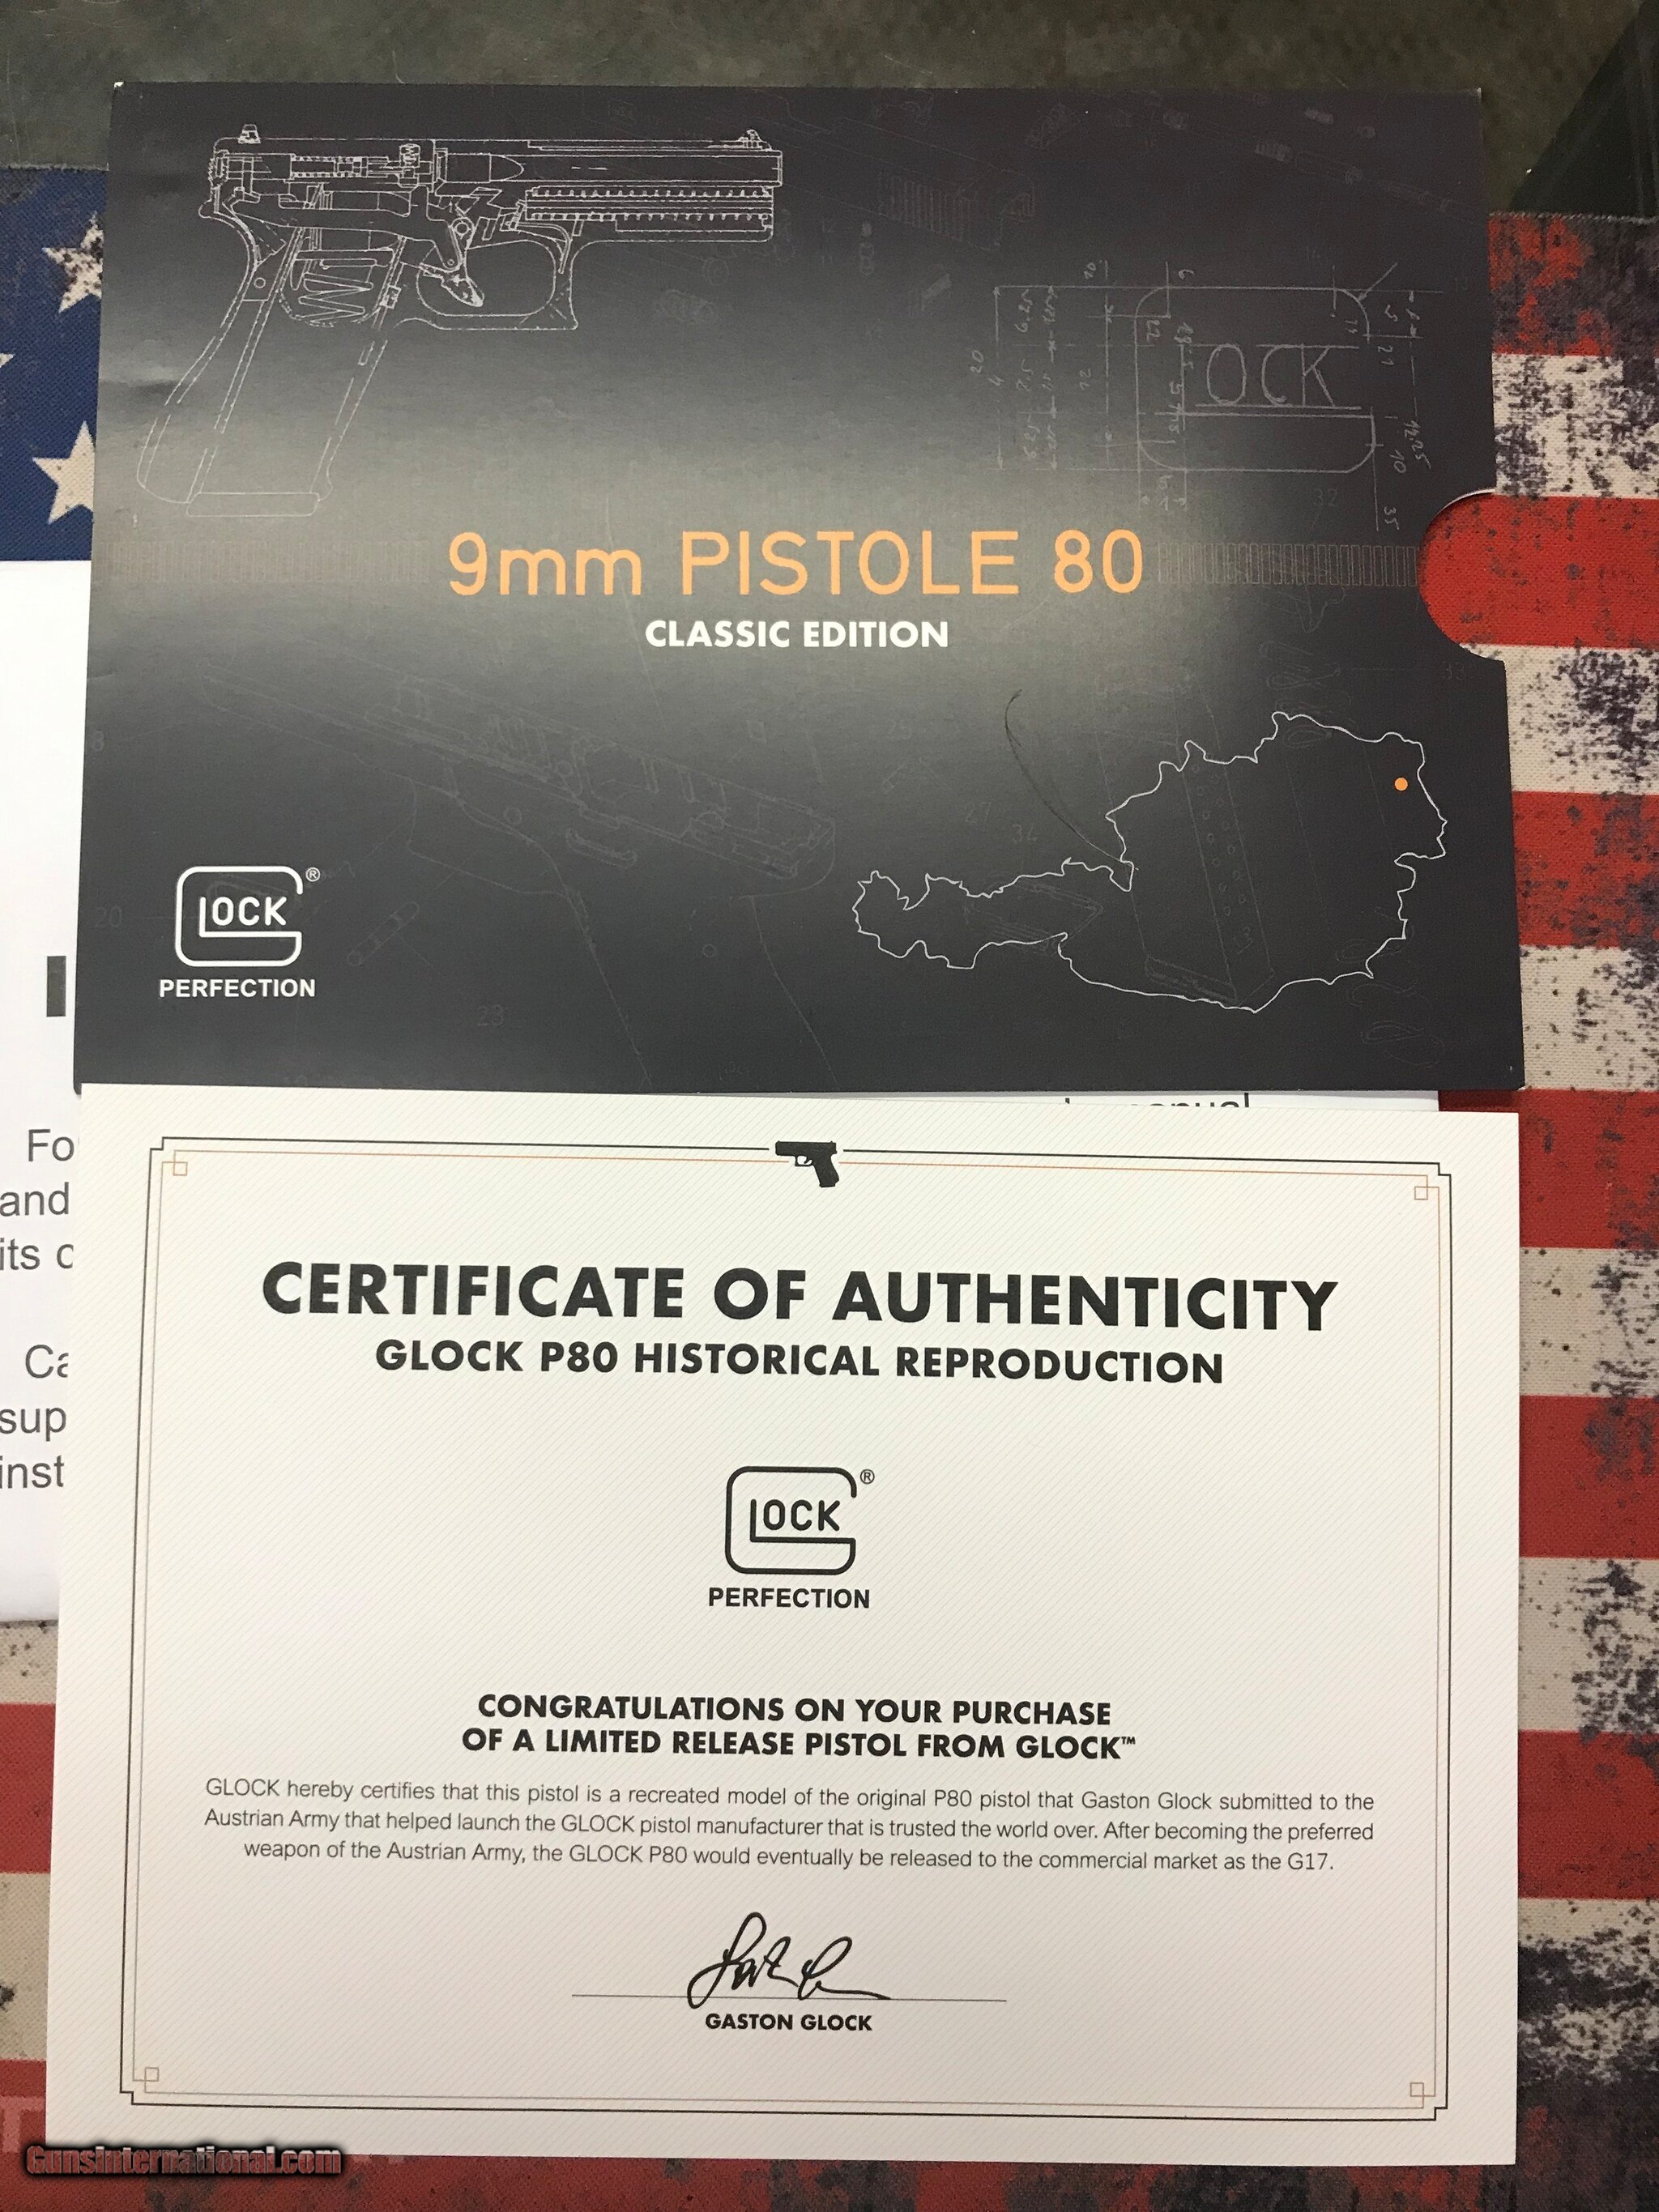 OCK
9mm PISTOLE 80
CLASSIC EDITION
GLOCK ®
PERFECTION
Fo
and
its c
Ca
sup
inst
manual
CERTIFICATE OF AUTHENTICITY
GLOCK P80 HISTORICAL REPRODUCTION
GLOCK ®
PERFECTION
CONGRATULATIONS ON YOUR PURCHASE
OF A LIMITED RELEASE PISTOL FROM GLOCK™
GLOCK hereby certifies that this pistol is a recreated model of the original P80 pistol that Gaston Glock submitted to the
Austrian Army that helped launch the GLOCK pistol manufacturer that is trusted the world over. After becoming the preferred
weapon of the Austrian Army, the GLOCK P80 would eventually be released to the commercial market as the G17.
GASTON GLOCK
GunsInternational.com